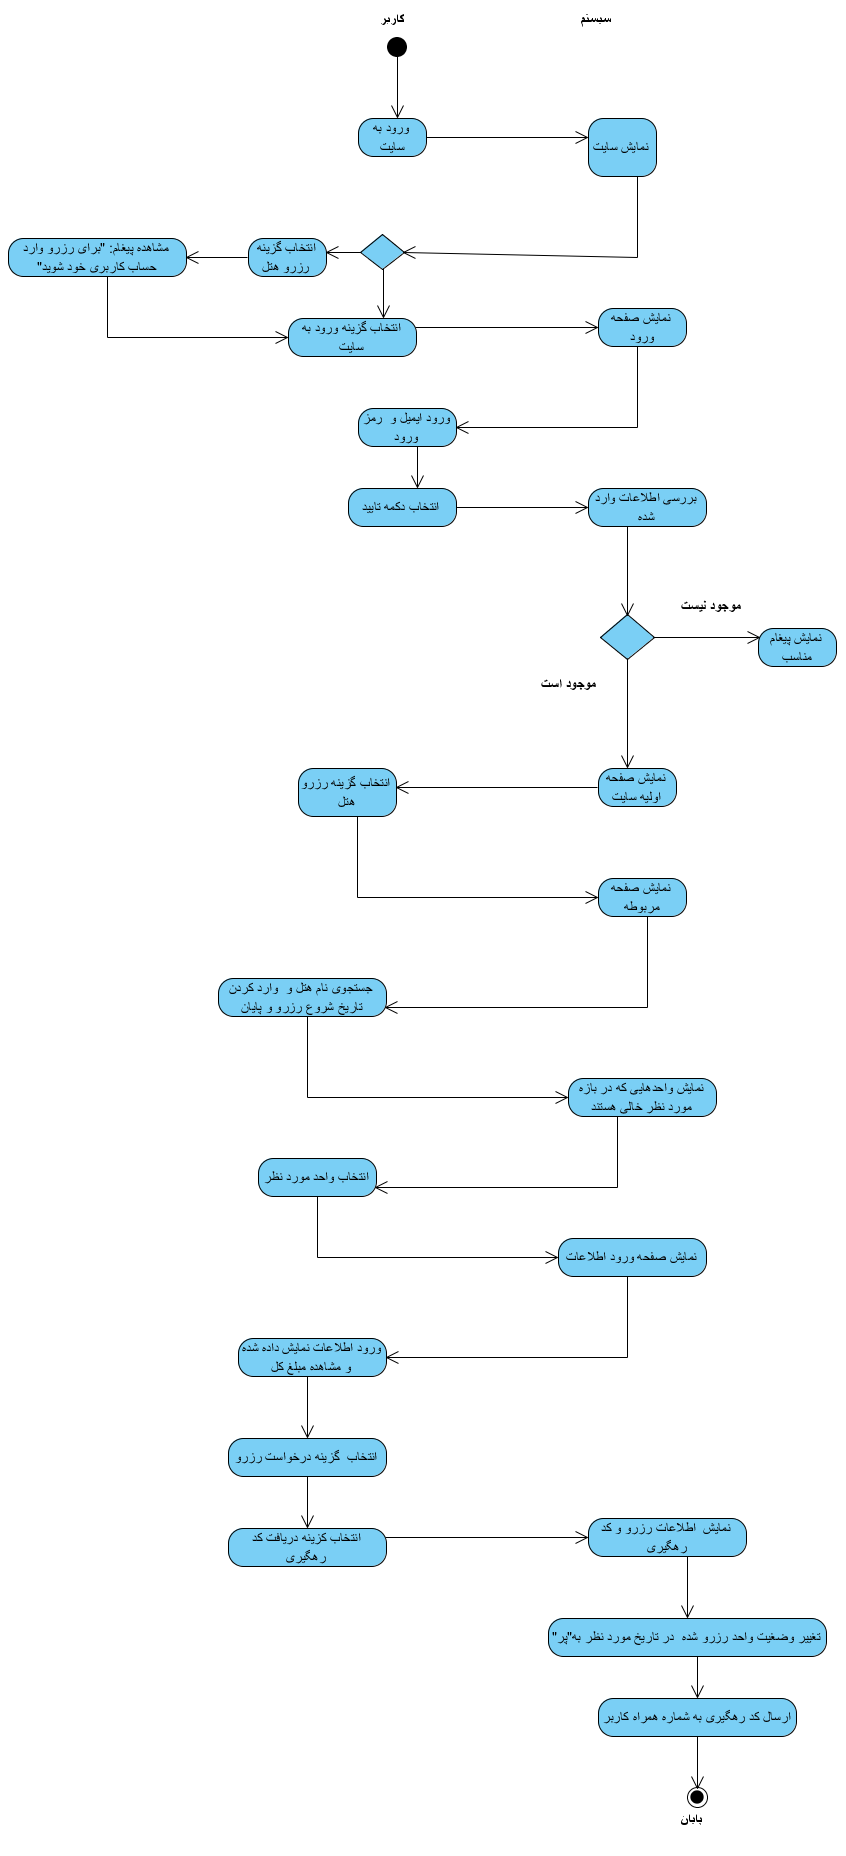 کاربر
سیستم
ورود به
سایت
نمایش سایت
انتخاب گزینه
رزرو هتل
مشاهده پیغام: "برای رزرو وارد
حساب کاربری خود شوید"
انتخاب گزینه ورود به
سایت
نمایش صفحه
ورود
ورود ایمیل و رمز
ورود
انتخاب دکمه تایید
بررسی اطلاعات وارد
شده
موجود نیست
نمایش پیغام
مناسب
موجود است
نمایش صفحه
اولیه سایت
انتخاب گزینه رزرو
هتل
نمایش صفحه
مربوطه
جستجوی نام هتل و وارد کردن
تاریخ شروع رزرو و پایان
نمایش واحدهایی که در بازه
مورد نظر خالی هستند
انتخاب واحد مورد نظر
نمایش صفحه ورود اطلاعات
ورود اطلاعات نمایش داده شده
و مشاهده مبلغ کل
انتخاب گزینه درخواست رزرو
انتخاب کزینه دریافت کد
رهگیری
نمایش اطلاعات رزرو و کد
رهگیری
تغییر وضغیت واحد رزرو شده در تاریخ مورد نظر به"پر"
ارسال کد رهگیری به شماره همراه کاربر
پایان